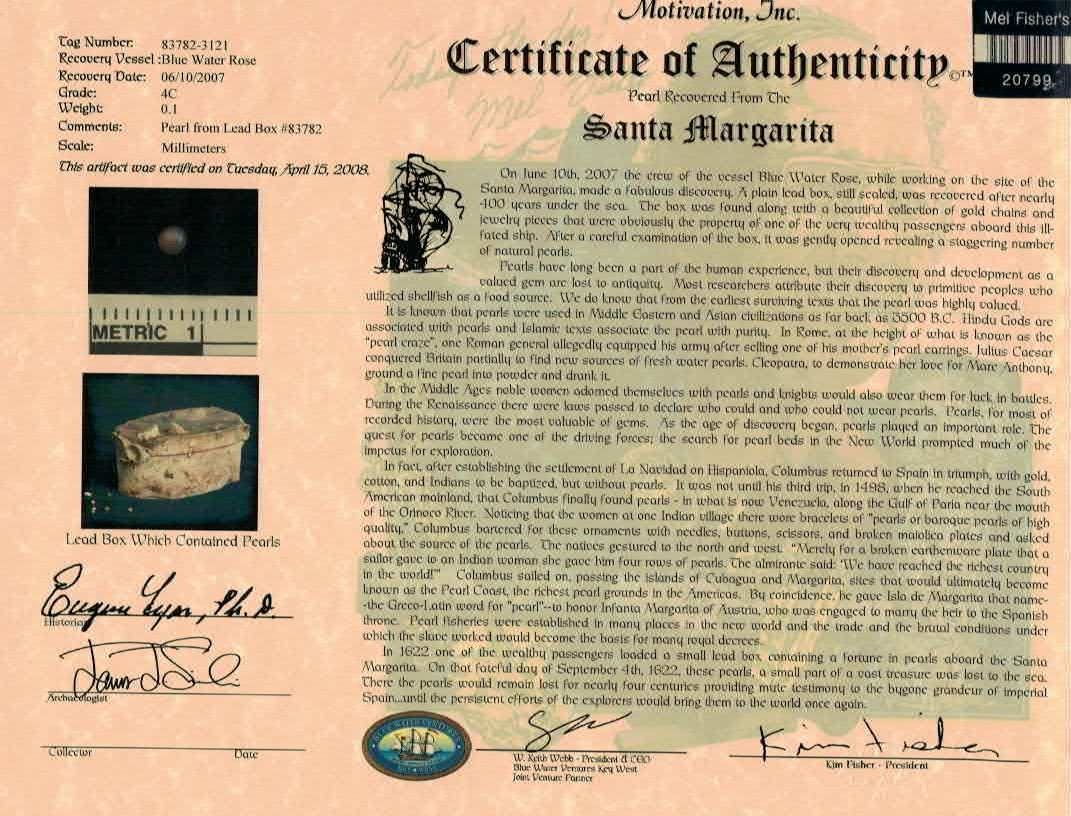 Motivation, Inc.
Mel Fisher's
20799
Certificate of Authenticity ©™
Pearl Recovered From The
Santa Margarita
Tag Number: 83782-3121
Recovery Vessel :Blue Water Rose
Recovery Date: 06/10/2007
Grade: 4C
Weight: 0.1
Comments: Pearl from Lead Box #83782
Scale: Millimeters
This artifact was certified on Tuesday, April 15, 2008.
METRIC 1
Lead Box Which Contained Pearls
Eugene Lyon, Ph.D.
Historian
Archaeologist
Collector Date
On June 10th, 2007 the crew of the vessel Blue Water Rose, while working on the site of the
Santa Margarita, made a fabulous discovery. A plain lead box, still sealed, was recovered after nearly
400 years under the sea. The box was found along with a beautiful collection of gold chains and
jewelry pieces that were obviously the property of one of the very wealthy passengers aboard this ill-
fated ship. After a careful examination of the box, it was gently opened revealing a staggering number
of natural pearls.
Pearls have long been a part of the human experience, but their discovery and development as a
valued gem are lost to antiquity. Most researchers attribute their discovery to primitive peoples who
utilized shellfish as a food source. We do know that from the earliest surviving texts that the pearl was highly valued.
It is known that pearls were used in Middle Eastern and Asian civilizations as far back as 3500 B.C. Hindu Gods are
associated with pearls and Islamic texts associate the pearl with purity. In Rome, at the height of what is known as the
"pearl craze", one Roman general allegedly equipped his army after selling one of his mother's pearl earrings. Julius Caesar
conquered Britain partially to find new sources of fresh water pearls. Cleopatra, to demonstrate her love for Marc Anthony,
ground a fine pearl into powder and drank it.
In the Middle Ages noble women adorned themselves with pearls and knights would also wear them for luck in battles.
During the Renaissance there were laws passed to declare who could and who could not wear pearls. Pearls, for most of
recorded history, were the most valuable of gems. As the age of discovery began, pearls played an important role. The
quest for pearls became one of the driving forces; the search for pearl beds in the New World prompted much of the
impetus for exploration.
In fact, after establishing the settlement of La Navidad on Hispaniola, Columbus returned to Spain in triumph, with gold,
cotton, and Indians to be baptized, but without pearls. It was not until his third trip, in 1498, when he reached the South
American mainland, that Columbus finally found pearls - in what is now Venezuela, along the Gulf of Paria near the mouth
of the Orinoco River. Noticing that the women at one Indian village there wore bracelets of "pearls or baroque pearls of high
quality," Columbus bartered for these ornaments with needles, buttons, scissors, and broken maiolica plates and asked
about the source of the pearls. The natives gestured to the north and west. "Merely for a broken earthenware plate that a
sailor gave to an Indian woman she gave him four rows of pearls. The almirante said: 'We have reached the richest country
in the world!'" Columbus sailed on, passing the islands of Cubagua and Margarita, sites that would ultimately become
known as the Pearl Coast, the richest pearl grounds in the Americas. By coincidence, he gave Isla de Margarita that name-
-the Greco-Latin word for "pearl"--to honor Infanta Margarita of Austria, who was engaged to marry the heir to the Spanish
throne. Pearl fisheries were established in many places in the new world and the trade and the brutal conditions under
which the slave worked would become the basis for many royal decrees.
In 1622 one of the wealthy passengers loaded a small lead box containing a fortune in pearls aboard the Santa
Margarita. On that fateful day of September 4th, 1622, these pearls, a small part of a vast treasure was lost to the sea.
There the pearls would remain lost for nearly four centuries providing mute testimony to the bygone grandeur of imperial
Spain...until the persistent efforts of the explorers would bring them to the world once again.
W. Keith Webb - President & CEO
Blue Water Ventures Key West
Joint Venture Partner
Kim Fisher
Kim Fisher - President